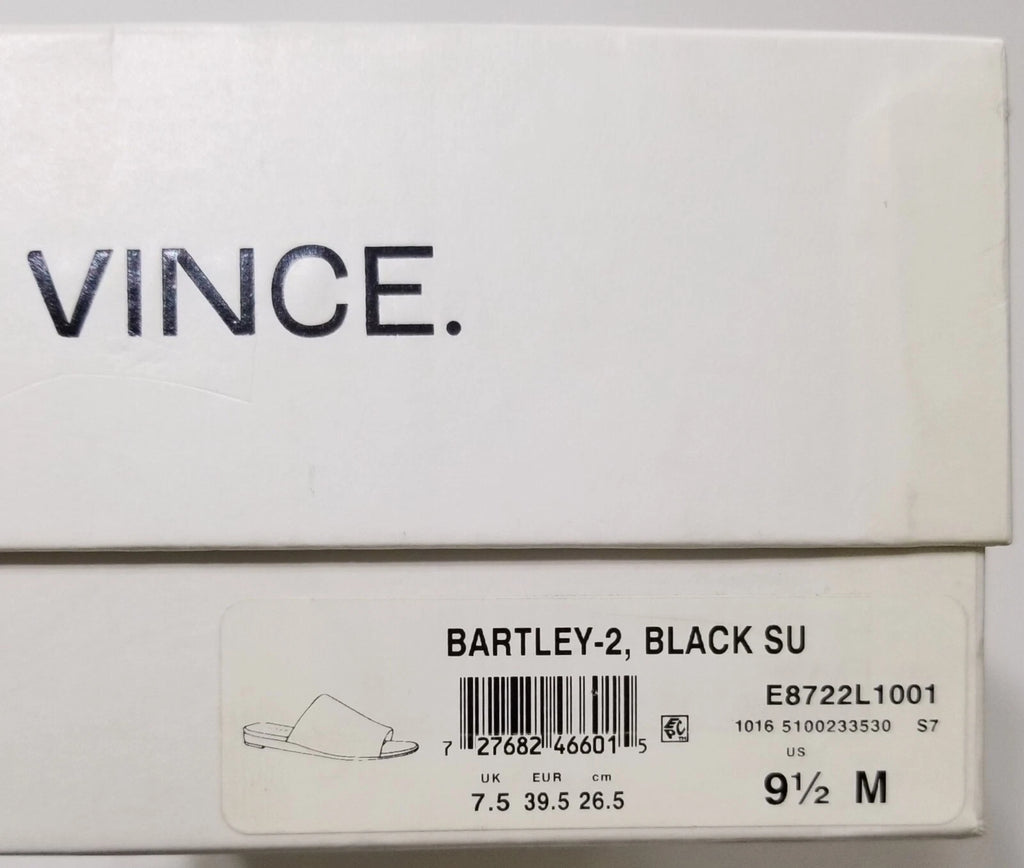 VINCE.
BARTLEY-2, BLACK SU
E8722L1001
7 27682 46601 5
1016 5100233530 S7
UK EUR cm
7.5 39.5 26.5
US
9½ M